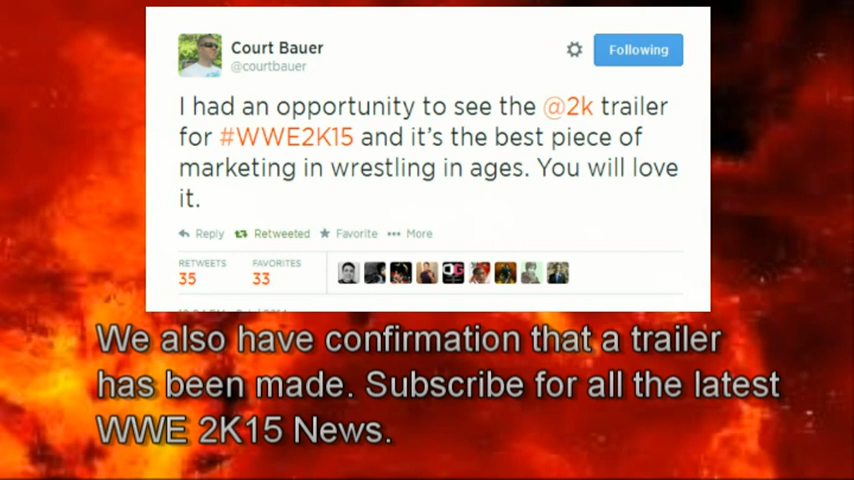 Court Bauer
@courtbauer
Following
I had an opportunity to see the @2k trailer
for #WWE2K15 and it's the best piece of
marketing in wrestling in ages. You will love
it.
Reply Retweeted Favorite More
RETWEETS FAVORITES
35 33
We also have confirmation that a trailer
has been made. Subscribe for all the latest
WWE 2K15 News.